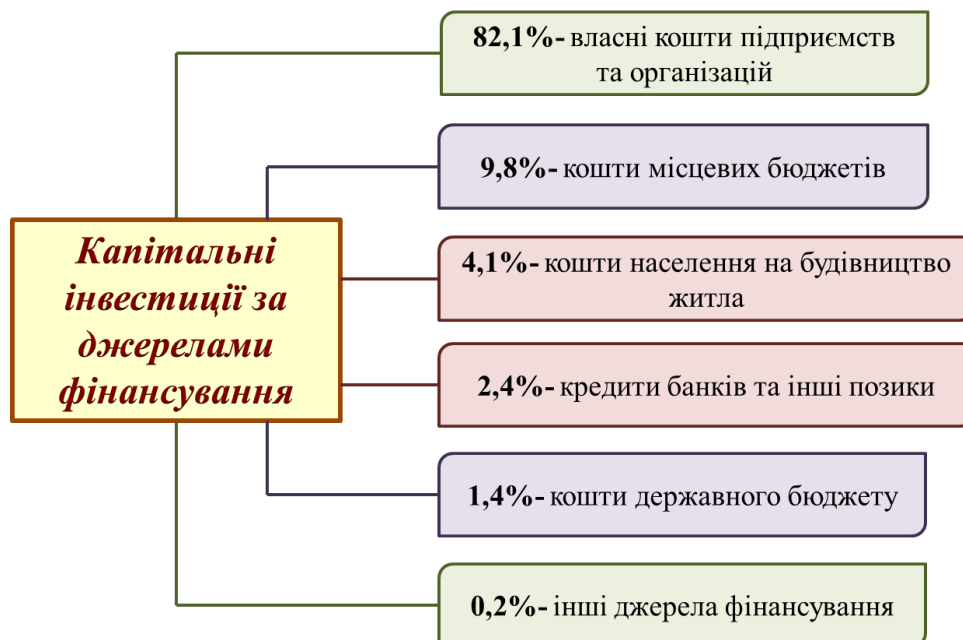 82,1%- власні кошти підприємств
та організацій
9,8%- кошти місцевих бюджетів
Капітальні
інвестиції за
джерелами
фінансування
4,1%- кошти населення на будівництво
житла
2,4%- кредити банків та інші позики
1,4%- кошти державного бюджету
0,2%- інші джерела фінансування